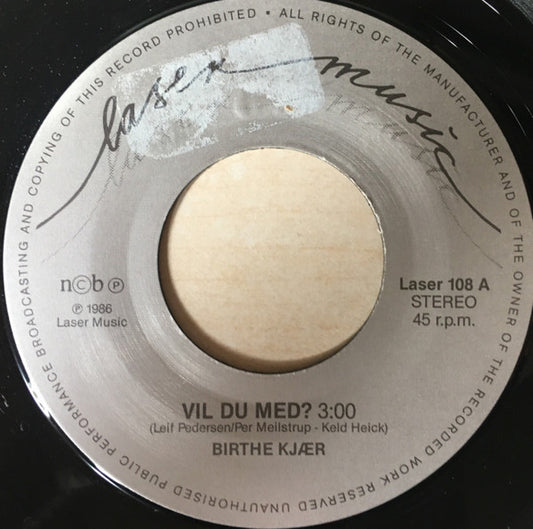 UNAUTHORISED PUBLIC PERFORMANCE BROADCASTING AND COPYING OF THIS RECORD PROHIBITED • ALL RIGHTS OF THE MANUFACTURER AND OF THE OWNER OF THE RECORDED WORK RESERVED
laser music
n©b ℗
℗ 1986
Laser Music
Laser 108 A
STEREO
45 r.p.m.
VIL DU MED? 3:00
(Leif Pedersen/Per Meilstrup - Keld Heick)
BIRTHE KJÆR